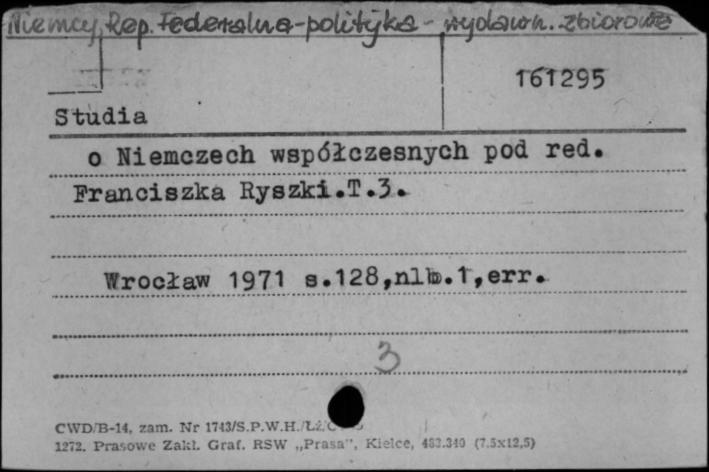 Niemcy, Rep. Federalna - polityka - wydawn. zbiorowe
161295
Studia
o Niemczech współczesnych pod red.
Franciszka Ryszki.T.3.
Wrocław 1971 s.128,nlb.1,err.
3
CWD/B-14, zam. Nr 1743/S.P.W.H./Łż/
1272. Prasowe Zakł. Graf. RSW „Prasa", Kielce, 483.340 (7.5x12,5)